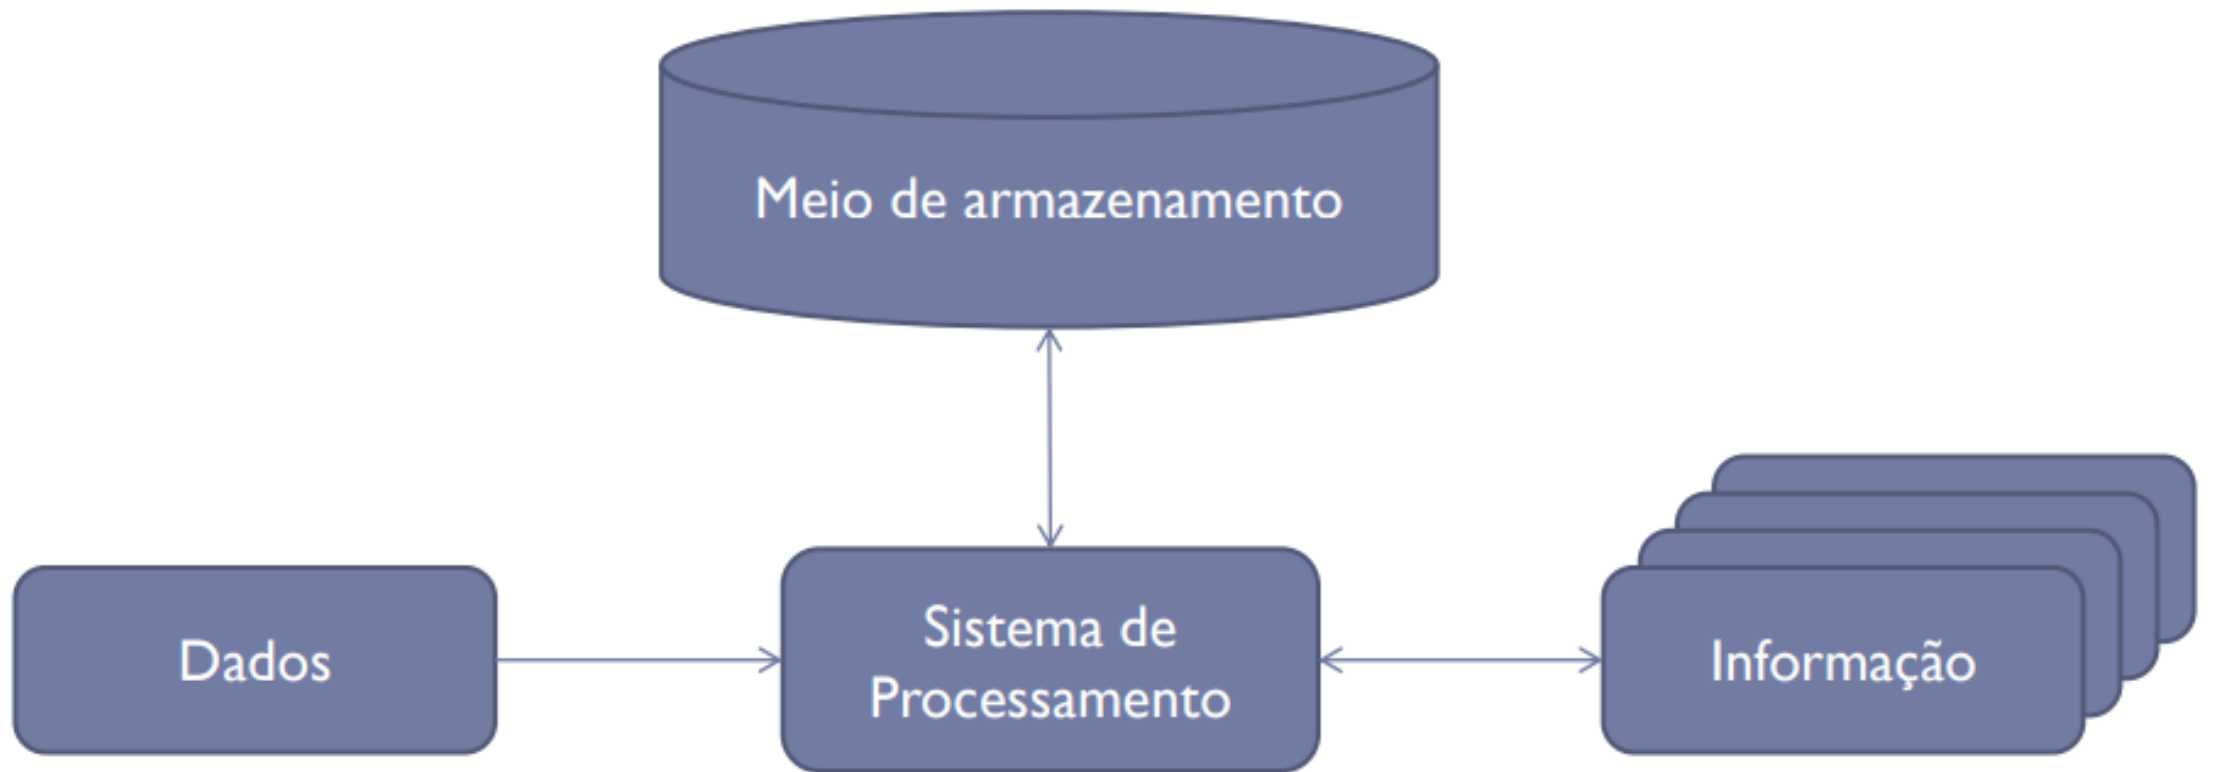 Meio de armazenamento
Dados
Sistema de
Processamento
Informação